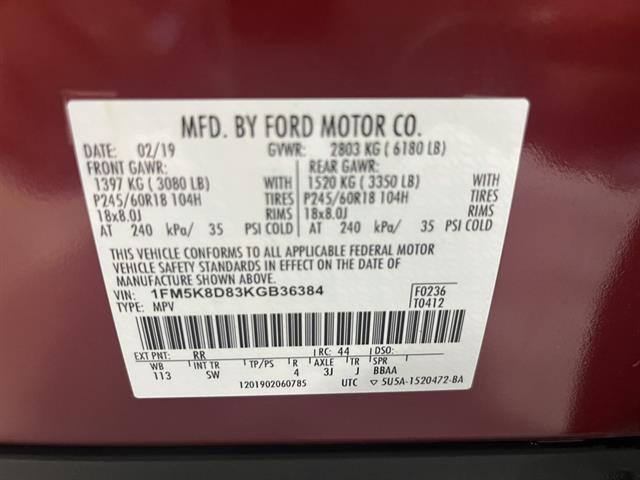 MFD. BY FORD MOTOR CO.
DATE: 02/19 GVWR: 2803 KG ( 6180 LB)
FRONT GAWR: REAR GAWR:
1397 KG ( 3080 LB) WITH 1520 KG ( 3350 LB) WITH
P245/60R18 104H TIRES P245/60R18 104H TIRES
18x8.0J RIMS 18x8.0J RIMS
AT 240 kPa/ 35 PSI COLD AT 240 kPa/ 35 PSI COLD
THIS VEHICLE CONFORMS TO ALL APPLICABLE FEDERAL MOTOR
VEHICLE SAFETY STANDARDS IN EFFECT ON THE DATE OF
MANUFACTURE SHOWN ABOVE.
VIN: 1FM5K8D83KGB36384 F0236
TYPE: MPV T0412
EXT PNT: RR RC: 44 DSO:
WB INT TR TP/PS R AXLE TR SPR
113 SW 4 3J J BBAA
1201902060785 UTC ▽ 5U5A-1520472-BA